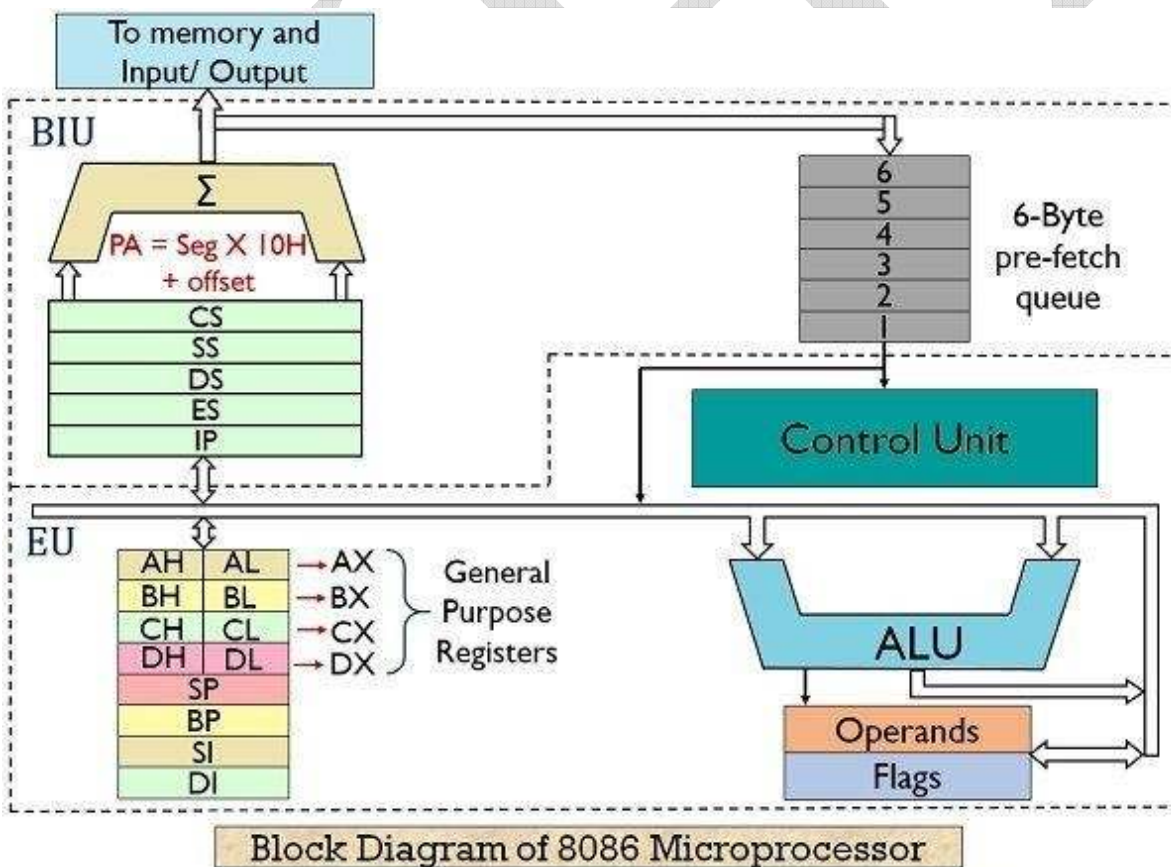 To memory and
Input/ Output
BIU
Σ
PA = Seg X 10H
+ offset
CS
SS
DS
ES
IP
6
5
4
3
2
1
6-Byte
pre-fetch
queue
Control Unit
EU
AH AL AX
BH BL BX
CH CL CX
DH DL DX
SP
BP
SI
DI
General
Purpose
Registers
ALU
Operands
Flags
Block Diagram of 8086 Microprocessor